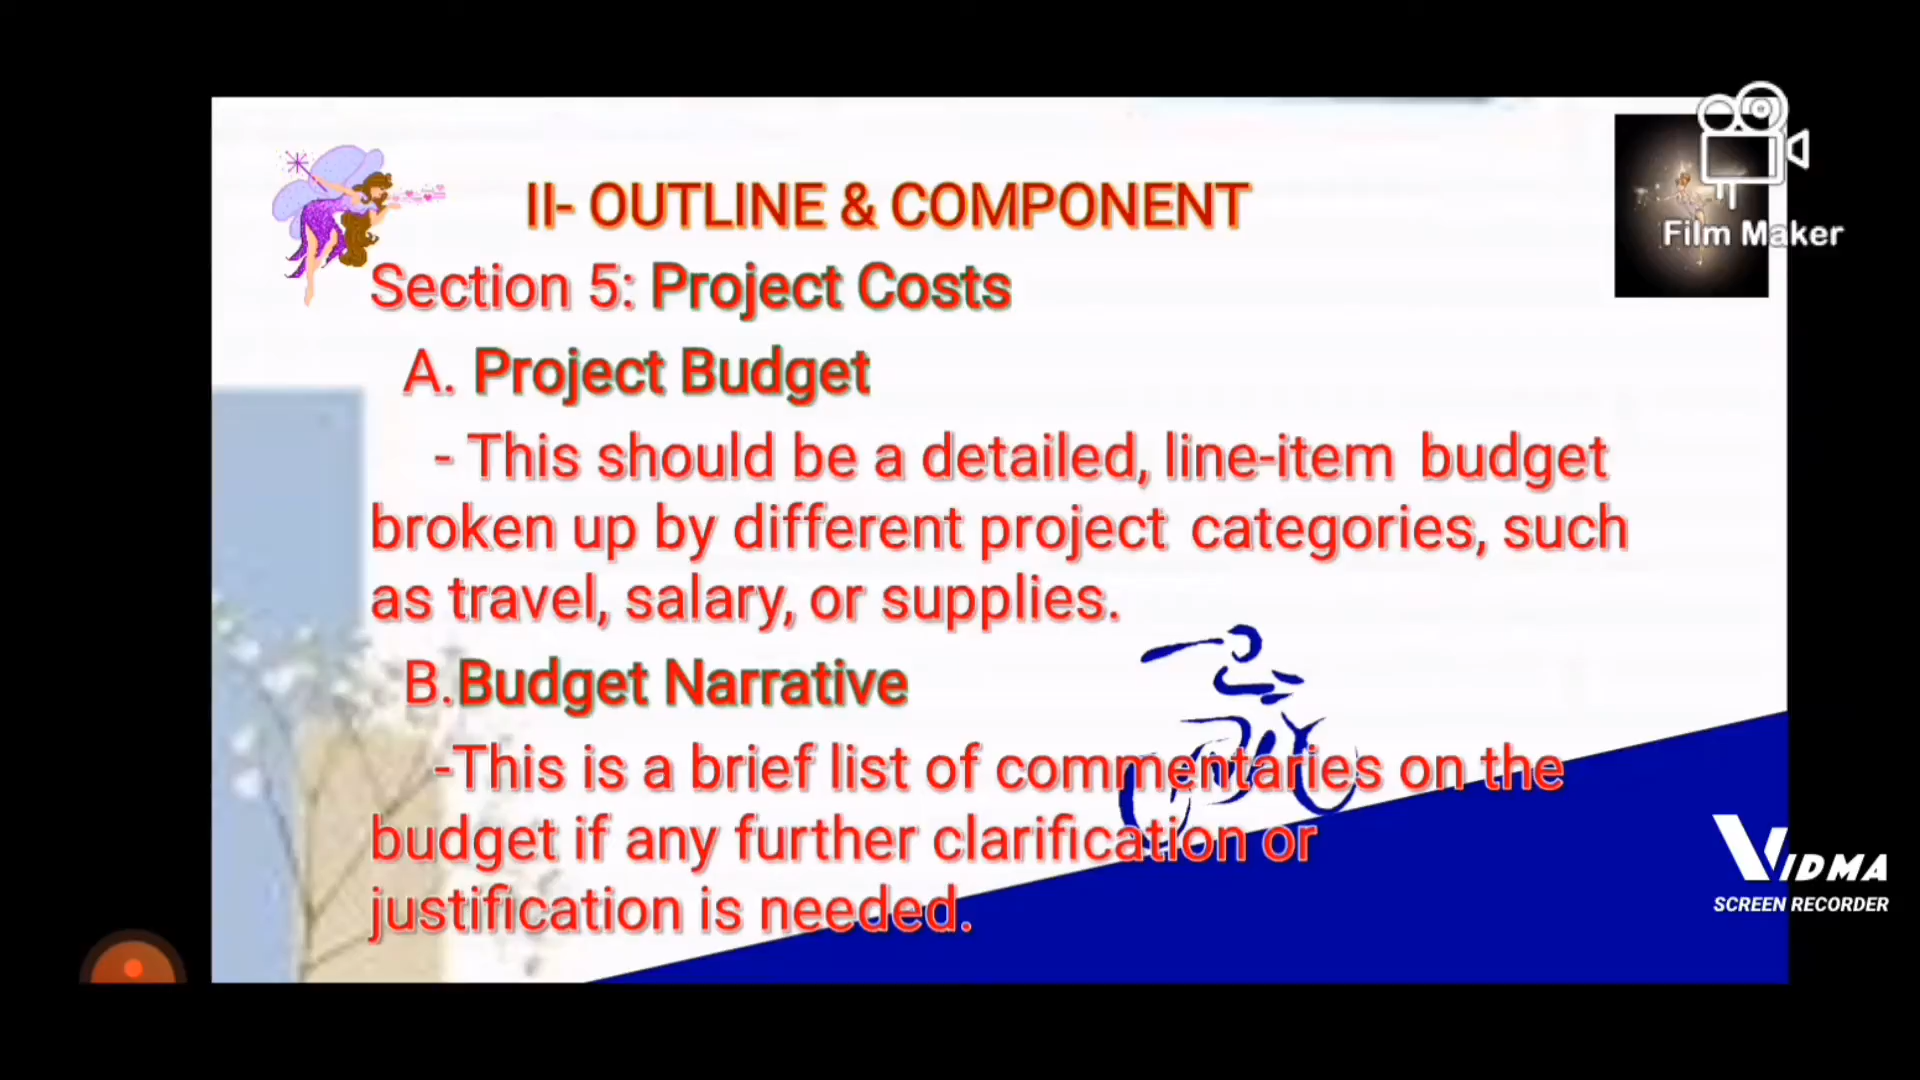 II- OUTLINE & COMPONENT
Film Maker
Section 5: Project Costs
A. Project Budget
- This should be a detailed, line-item budget
broken up by different project categories, such
as travel, salary, or supplies.
B.Budget Narrative
-This is a brief list of commentaries on the
budget if any further clarification or
justification is needed.
VIDMA
SCREEN RECORDER